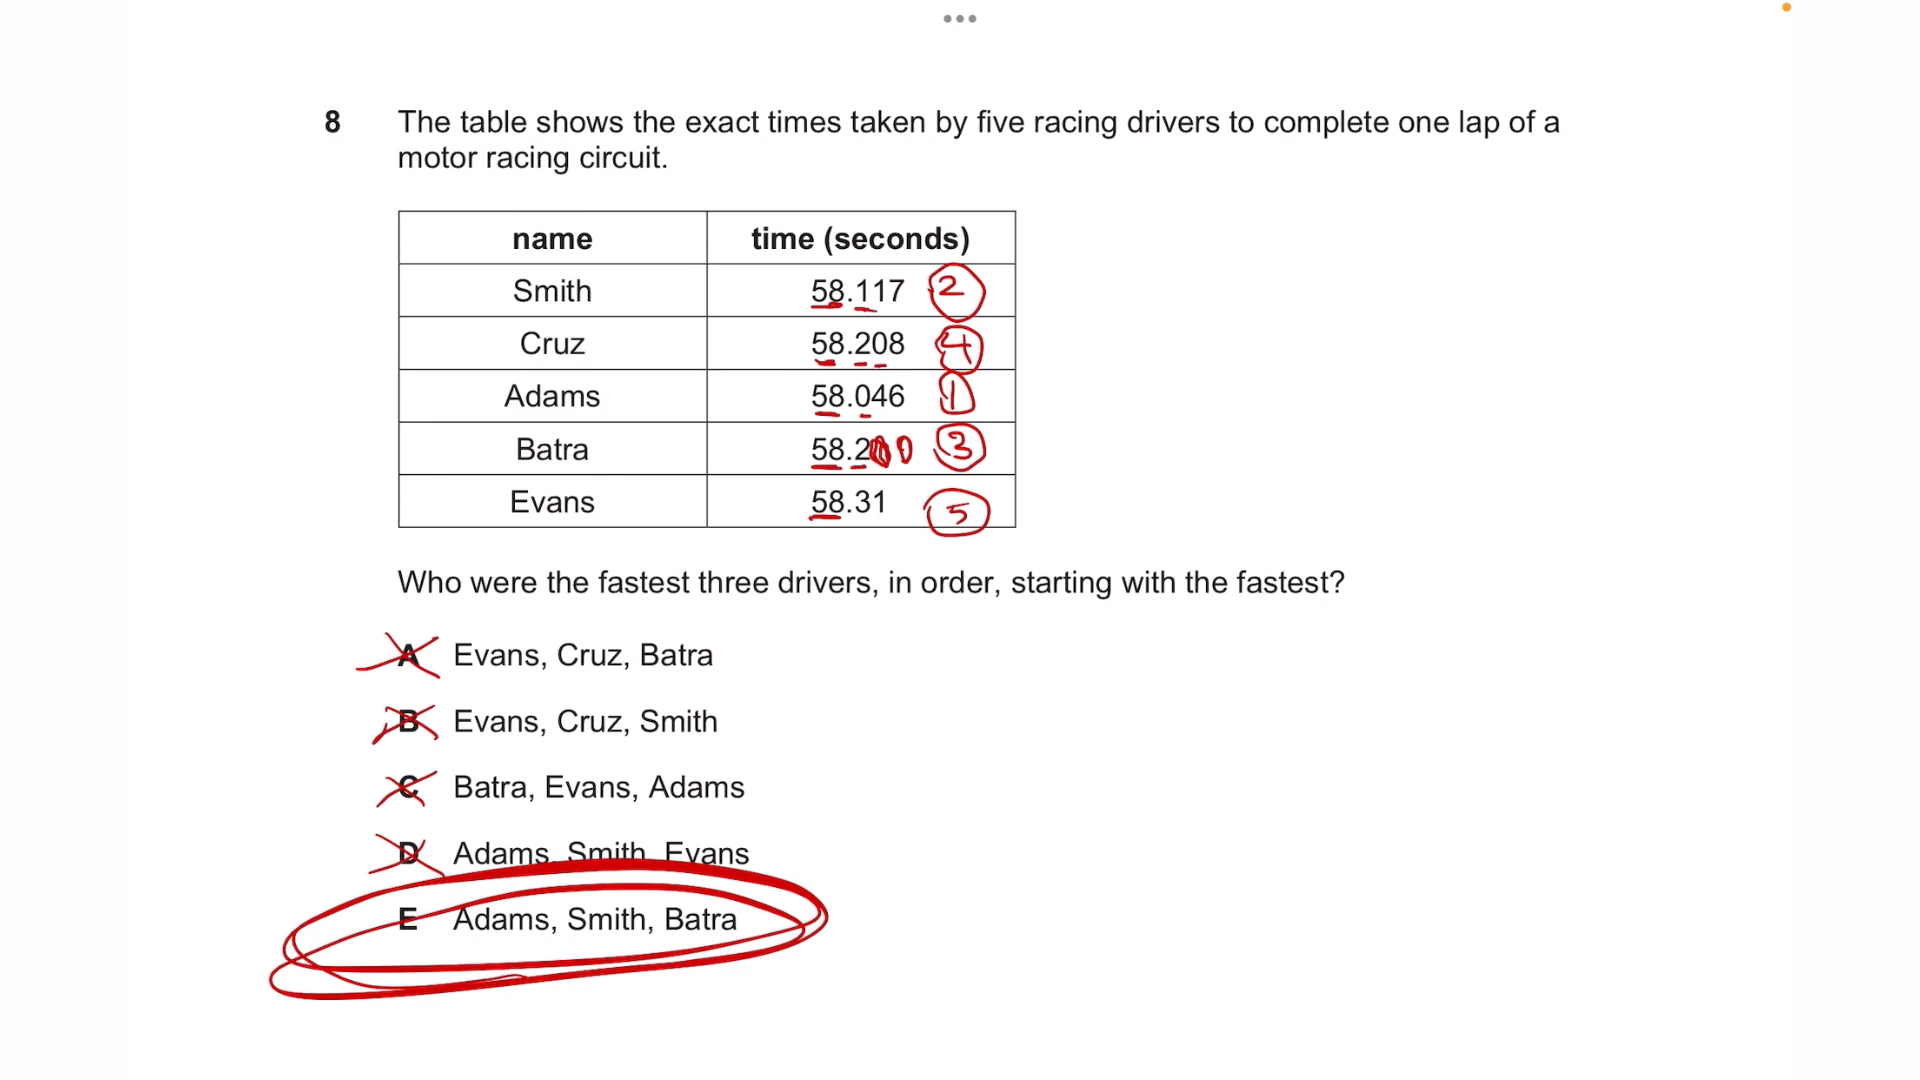 8 The table shows the exact times taken by five racing drivers to complete one lap of a
motor racing circuit.
name time (seconds)
Smith 58.117 2
Cruz 58.208 4
Adams 58.046 1
Batra 58.200 3
Evans 58.31 5
Who were the fastest three drivers, in order, starting with the fastest?
A Evans, Cruz, Batra
B Evans, Cruz, Smith
C Batra, Evans, Adams
D Adams, Smith, Evans
E Adams, Smith, Batra